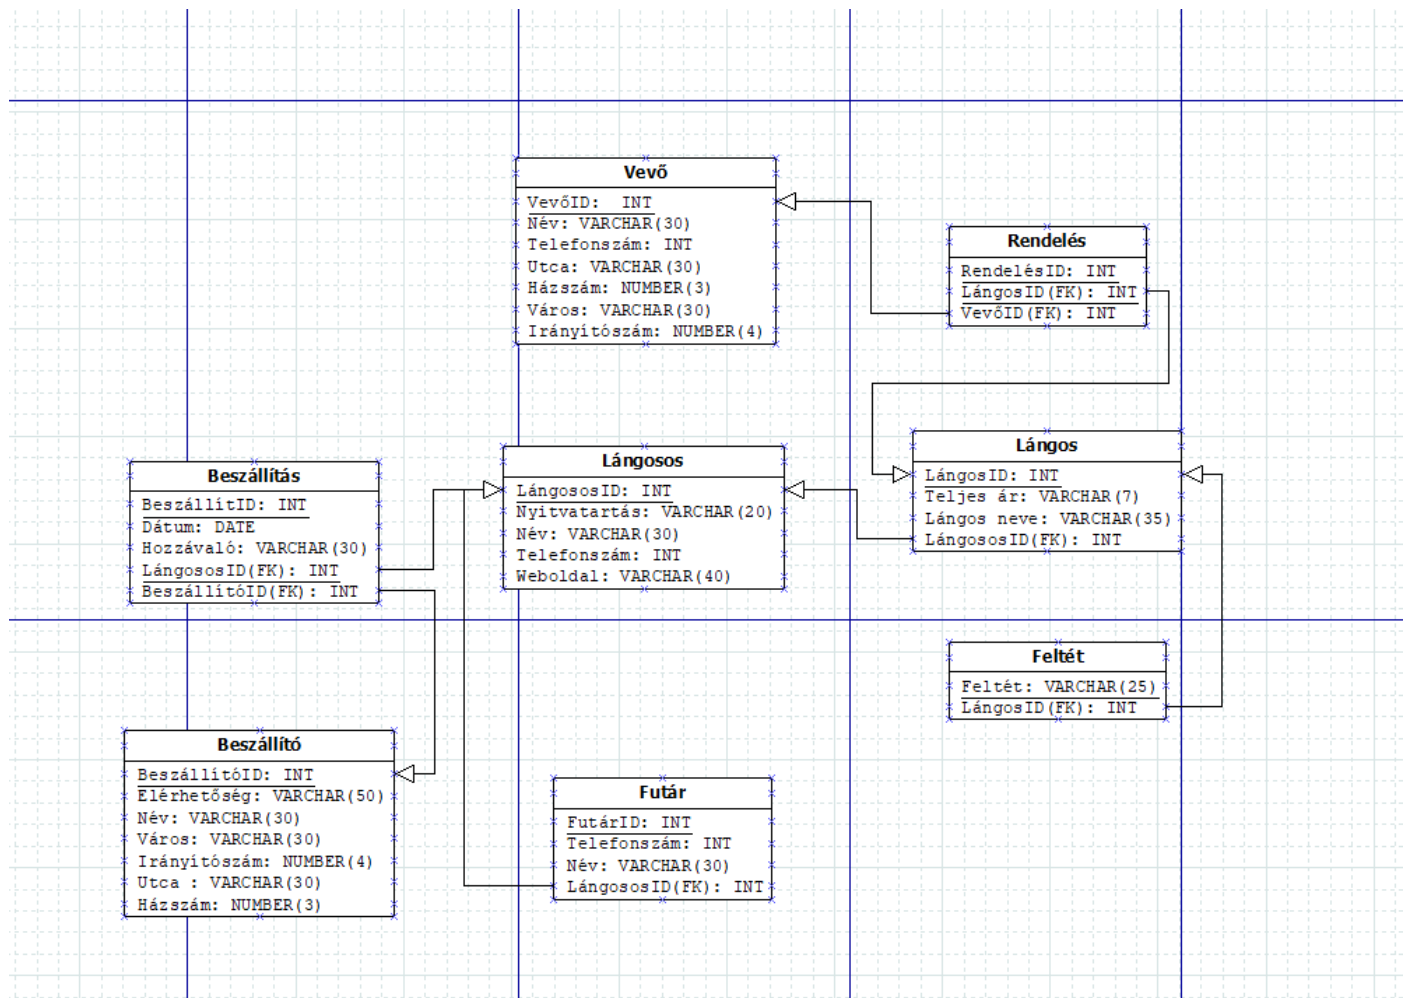 Vevő
VevőID:  INT
Név: VARCHAR(30)
Telefonszám: INT
Utca: VARCHAR(30)
Házszám: NUMBER(3)
Város: VARCHAR(30)
Irányítószám: NUMBER(4)
Rendelés
RendelésID: INT
LángosID(FK): INT
VevőID(FK): INT
Beszállítás
BeszállítID: INT
Dátum: DATE
Hozzávaló: VARCHAR(30)
LángososID(FK): INT
BeszállítóID(FK): INT
Lángosos
LángososID: INT
Nyitvatartás: VARCHAR(20)
Név: VARCHAR(30)
Telefonszám: INT
Weboldal: VARCHAR(40)
Lángos
LángosID: INT
Teljes ár: VARCHAR(7)
Lángos neve: VARCHAR(35)
LángososID(FK): INT
Feltét
Feltét: VARCHAR(25)
LángosID(FK): INT
Beszállító
BeszállítóID: INT
Elérhetőség: VARCHAR(50)
Név: VARCHAR(30)
Város: VARCHAR(30)
Irányítószám: NUMBER(4)
Utca : VARCHAR(30)
Házszám: NUMBER(3)
Futár
FutárID: INT
Telefonszám: INT
Név: VARCHAR(30)
LángososID(FK): INT